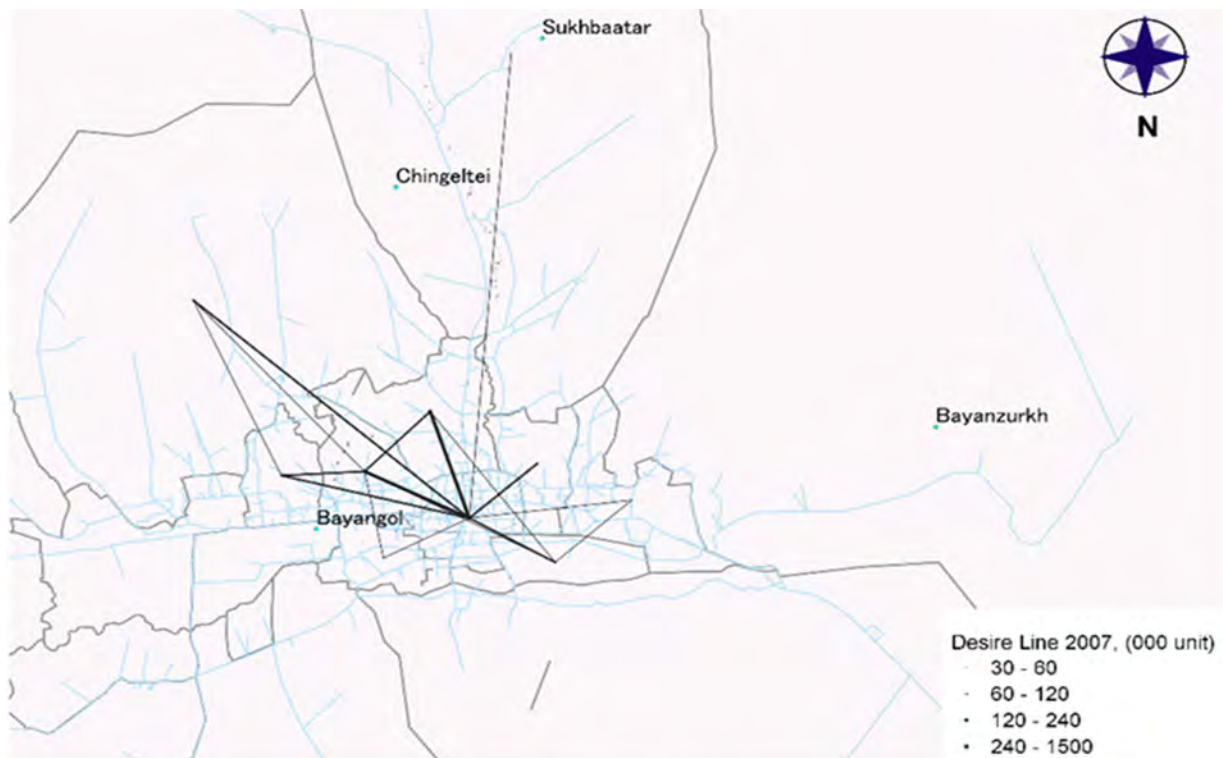 Sukhbaatar
N
Chingeltei
Bayanzurkh
Bayangol
Desire Line 2007, (000 unit)
30 - 60
60 - 120
120 - 240
240 - 1500